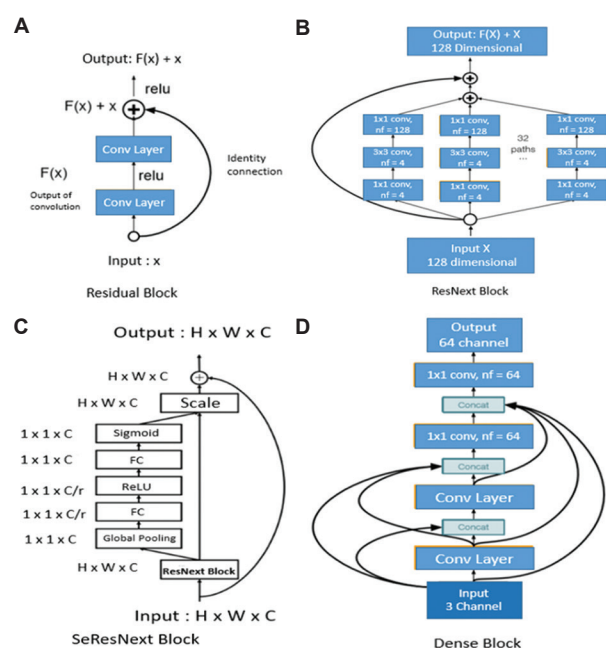 A
Output: F(x) + x
relu
F(x) + x
Conv Layer
F(x)
relu
Identity
connection
Output of
convolution
Conv Layer
Input : x
Residual Block
B
Output: F(X) + X
128 Dimensional
1x1 conv,
nf = 128
1x1 conv,
nf = 128
1x1 conv,
nf = 128
32
paths
...
3x3 conv,
nf = 4
3x3 conv,
nf = 4
3x3 conv,
nf = 4
1x1 conv,
nf = 4
1x1 conv,
nf = 4
1x1 conv,
nf = 4
Input X
128 dimensional
ResNext Block
C
Output : H x W x C
H x W x C
H x W x C
Scale
1 x 1 x C
Sigmoid
1 x 1 x C
FC
1 x 1 x C/r
ReLU
1 x 1 x C/r
FC
1 x 1 x C
Global Pooling
H x W x C
ResNext Block
Input : H x W x C
SeResNext Block
D
Output
64 channel
1x1 conv, nf = 64
Concat
1x1 conv, nf = 64
Concat
Conv Layer
Concat
Conv Layer
Input
3 Channel
Dense Block